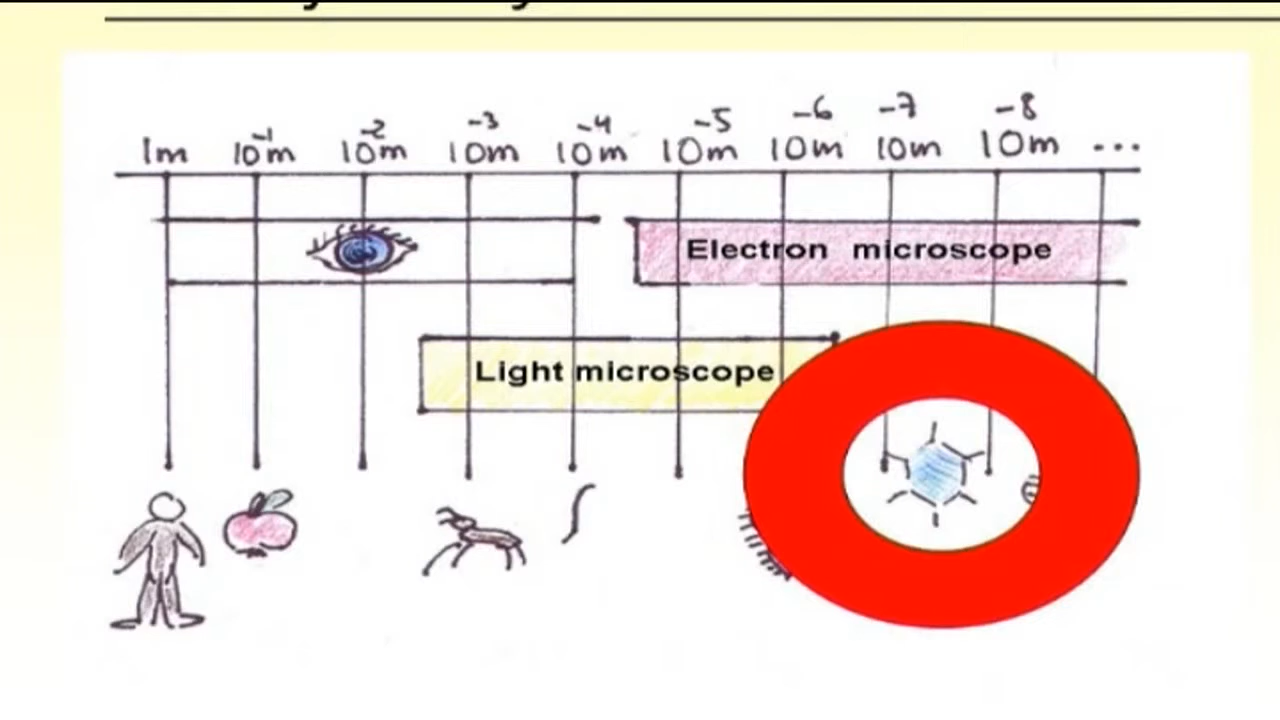 1m 10⁻¹m 10⁻²m 10⁻³m 10⁻⁴m 10⁻⁵m 10⁻⁶m 10⁻⁷m 10⁻⁸m ...
Electron microscope
Light microscope